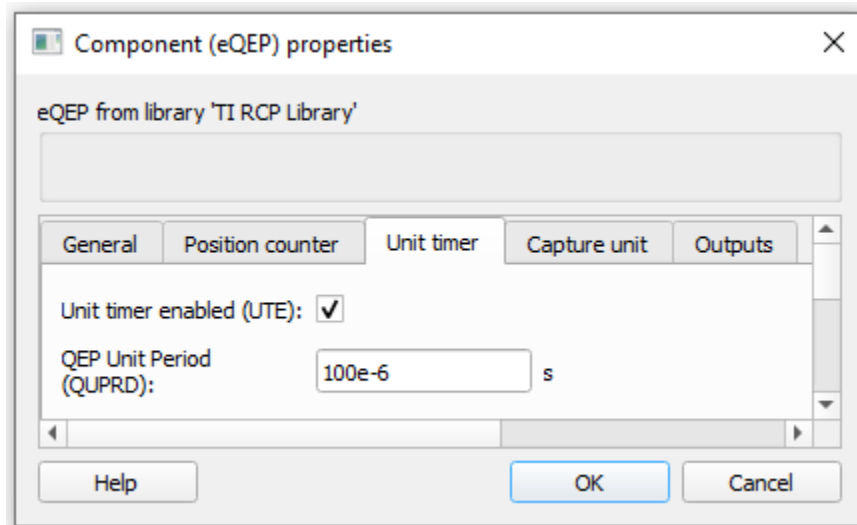 Component (eQEP) properties
eQEP from library 'TI RCP Library'
General Position counter Unit timer Capture unit Outputs
Unit timer enabled (UTE):
QEP Unit Period
(QUPRD):
100e-6 s
Help OK Cancel